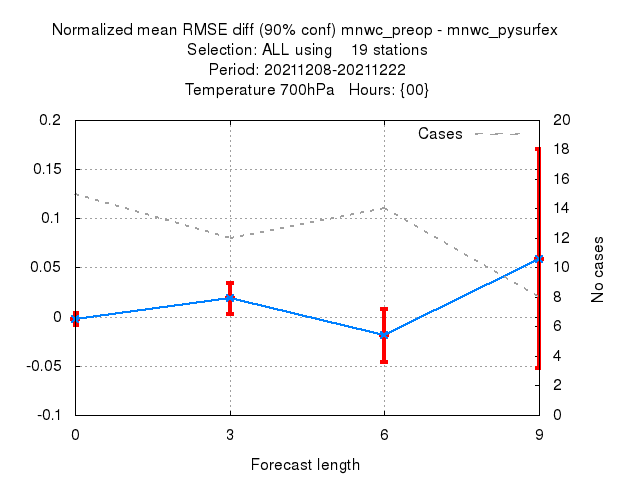 Normalized mean RMSE diff (90% conf) mnwc_preop - mnwc_pysurfex
Selection: ALL using 19 stations
Period: 20211208-20211222
Temperature 700hPa Hours: {00}
Cases
0.2
0.15
0.1
0.05
0
-0.05
-0.1
20
18
16
14
12
10
8
6
4
2
0
No cases
0 3 6 9
Forecast length